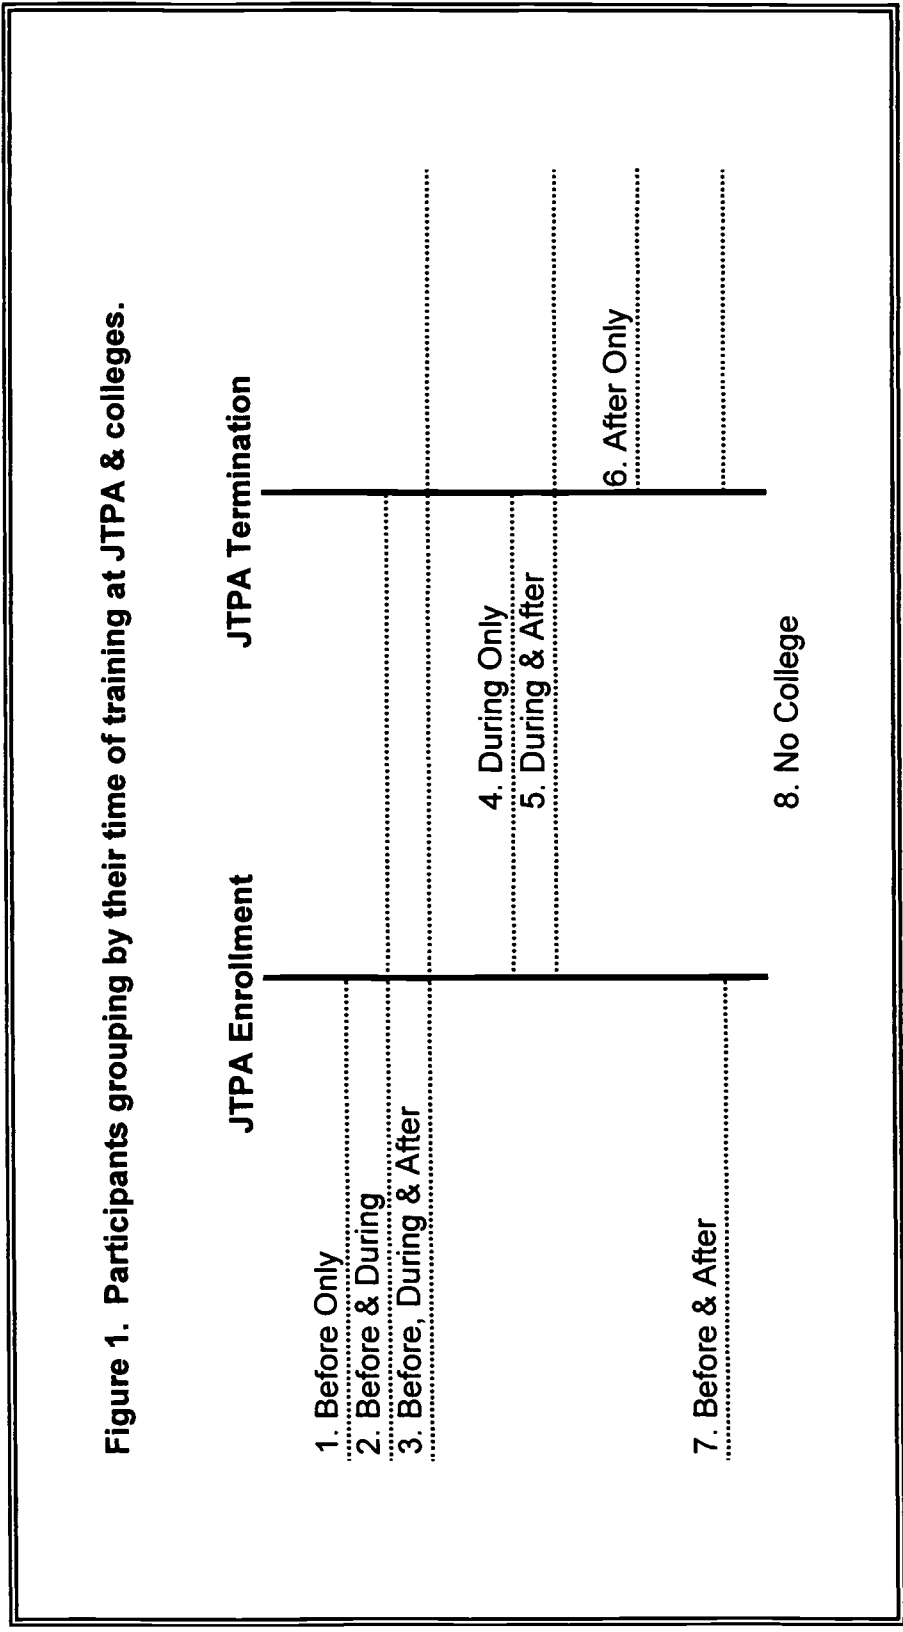 Figure 1. Participants grouping by their time of training at JTPA & colleges.
JTPA Enrollment
JTPA Termination
1. Before Only
2. Before & During
3. Before, During & After
4. During Only
5. During & After
6. After Only
7. Before & After
8. No College